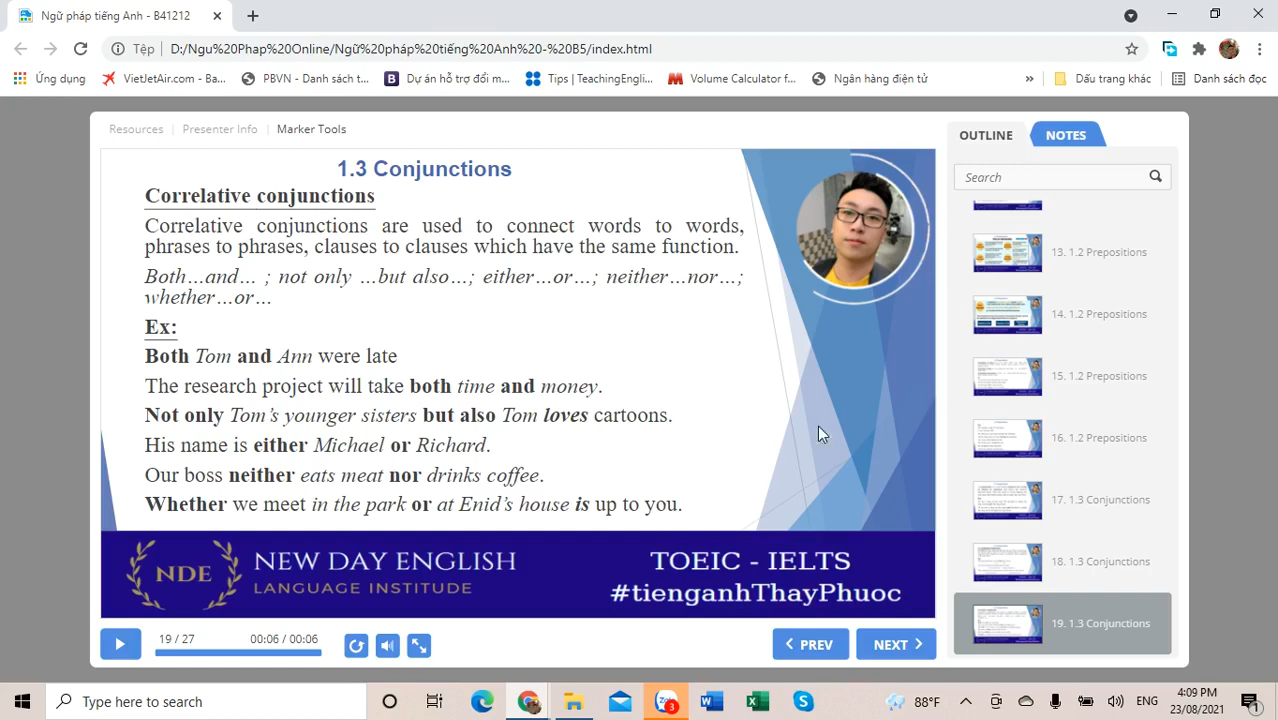 Ngữ pháp tiếng Anh - B41212
Tệp D:/Ngu%20Phap%20Online/Ngữ%20pháp%20tiếng%20Anh%20-%20B5/index.html
Ứng dụng VietJetAir.com - Ba... PBVN - Danh sách t... Dự án hỗ trợ đổi m... Tips | TeachingEngli... Volume Calculator f... Ngân hàng điện tử » Dấu trang khác Danh sách đọc
Resources Presenter Info Marker Tools
OUTLINE NOTES
Search
1.3 Conjunctions
Correlative conjunctions
Correlative conjunctions are used to connect words to words,
phrases to phrases, clauses to clauses which have the same function.
Both…and… ; not only …but also…; either…or…; neither…nor…;
whether…or…
Ex:
Both Tom and Ann were late
The research project will take both time and money.
Not only Tom's younger sisters but also Tom loves cartoons.
His name is either Michael or Richard.
Our boss neither eats meat nor drinks coffee.
Whether we meet in the park or at Enid's house is up to you.
NDE
NEW DAY ENGLISH
LANGUAGE INSTITUTE
TOEIC - IELTS
#tienganhThayPhuoc
13. 1.2 Prepositions
14. 1.2 Prepositions
15. 1.2 Prepositions
16. 1.2 Prepositions
17. 1.3 Conjunctions
18. 1.3 Conjunctions
19. 1.3 Conjunctions
19 / 27 00:06 / 00:06
PREV NEXT
Type here to search
Zalo 3
88°F
ENG
4:09 PM
23/08/2021
1